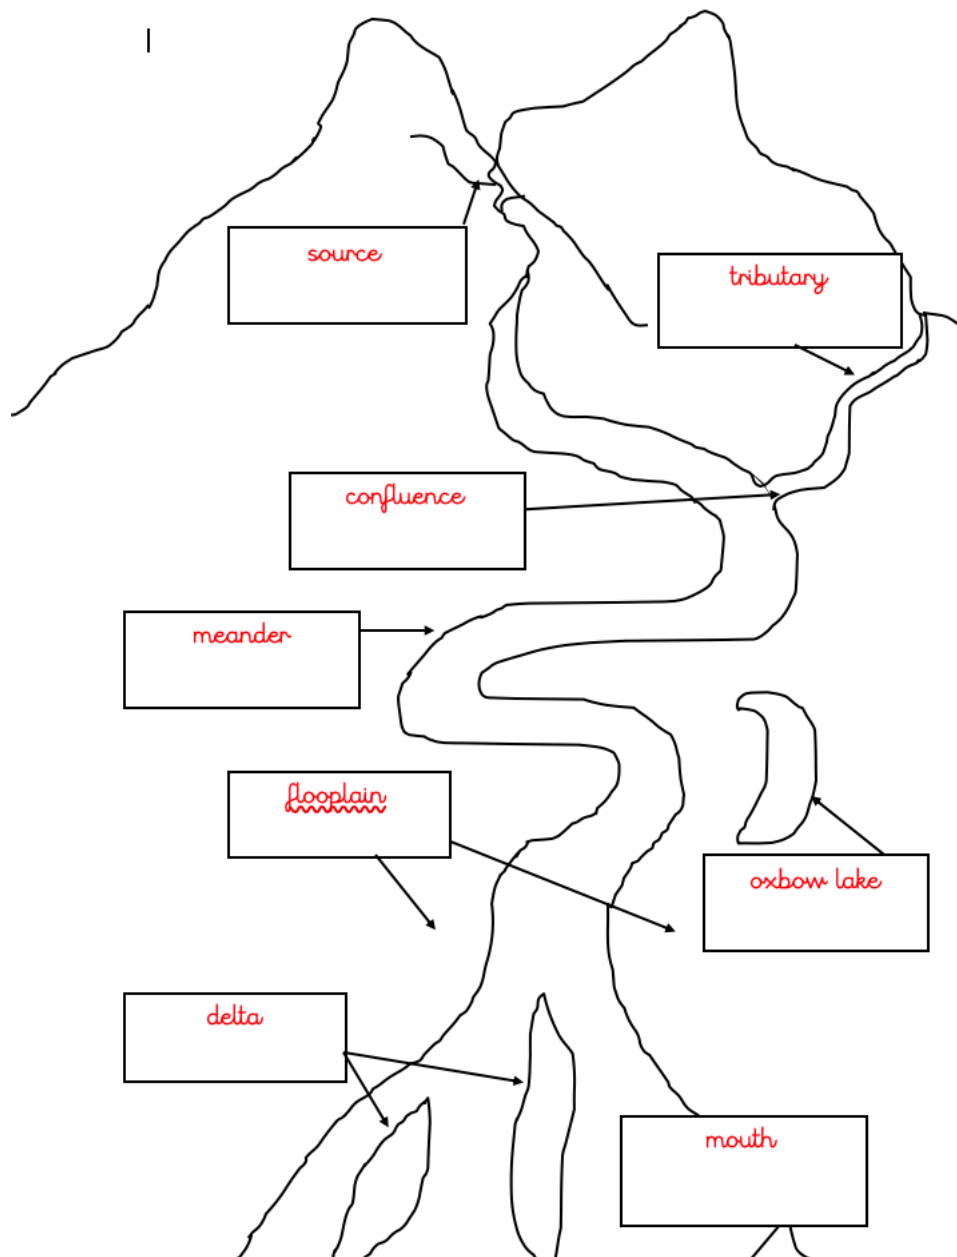 source
tributary
confluence
meander
flooplain
oxbow lake
delta
mouth